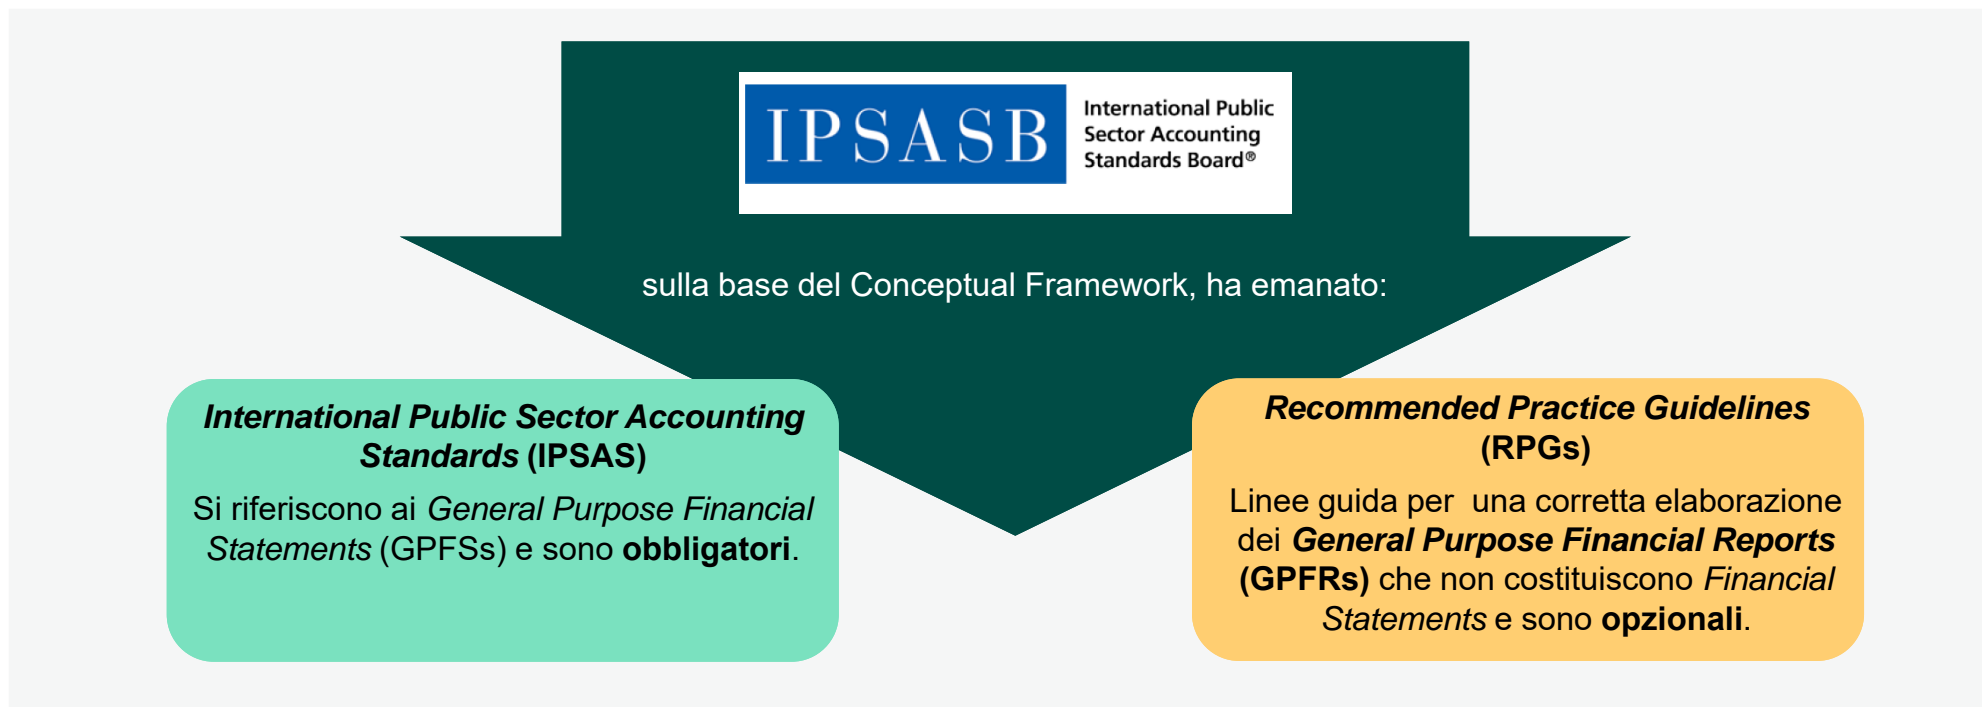 IPSASB
International Public
Sector Accounting
Standards Board®
sulla base del Conceptual Framework, ha emanato:
International Public Sector Accounting
Standards (IPSAS)
Si riferiscono ai General Purpose Financial
Statements (GPFSs) e sono obbligatori.
Recommended Practice Guidelines
(RPGs)
Linee guida per una corretta elaborazione
dei General Purpose Financial Reports
(GPFRs) che non costituiscono Financial
Statements e sono opzionali.